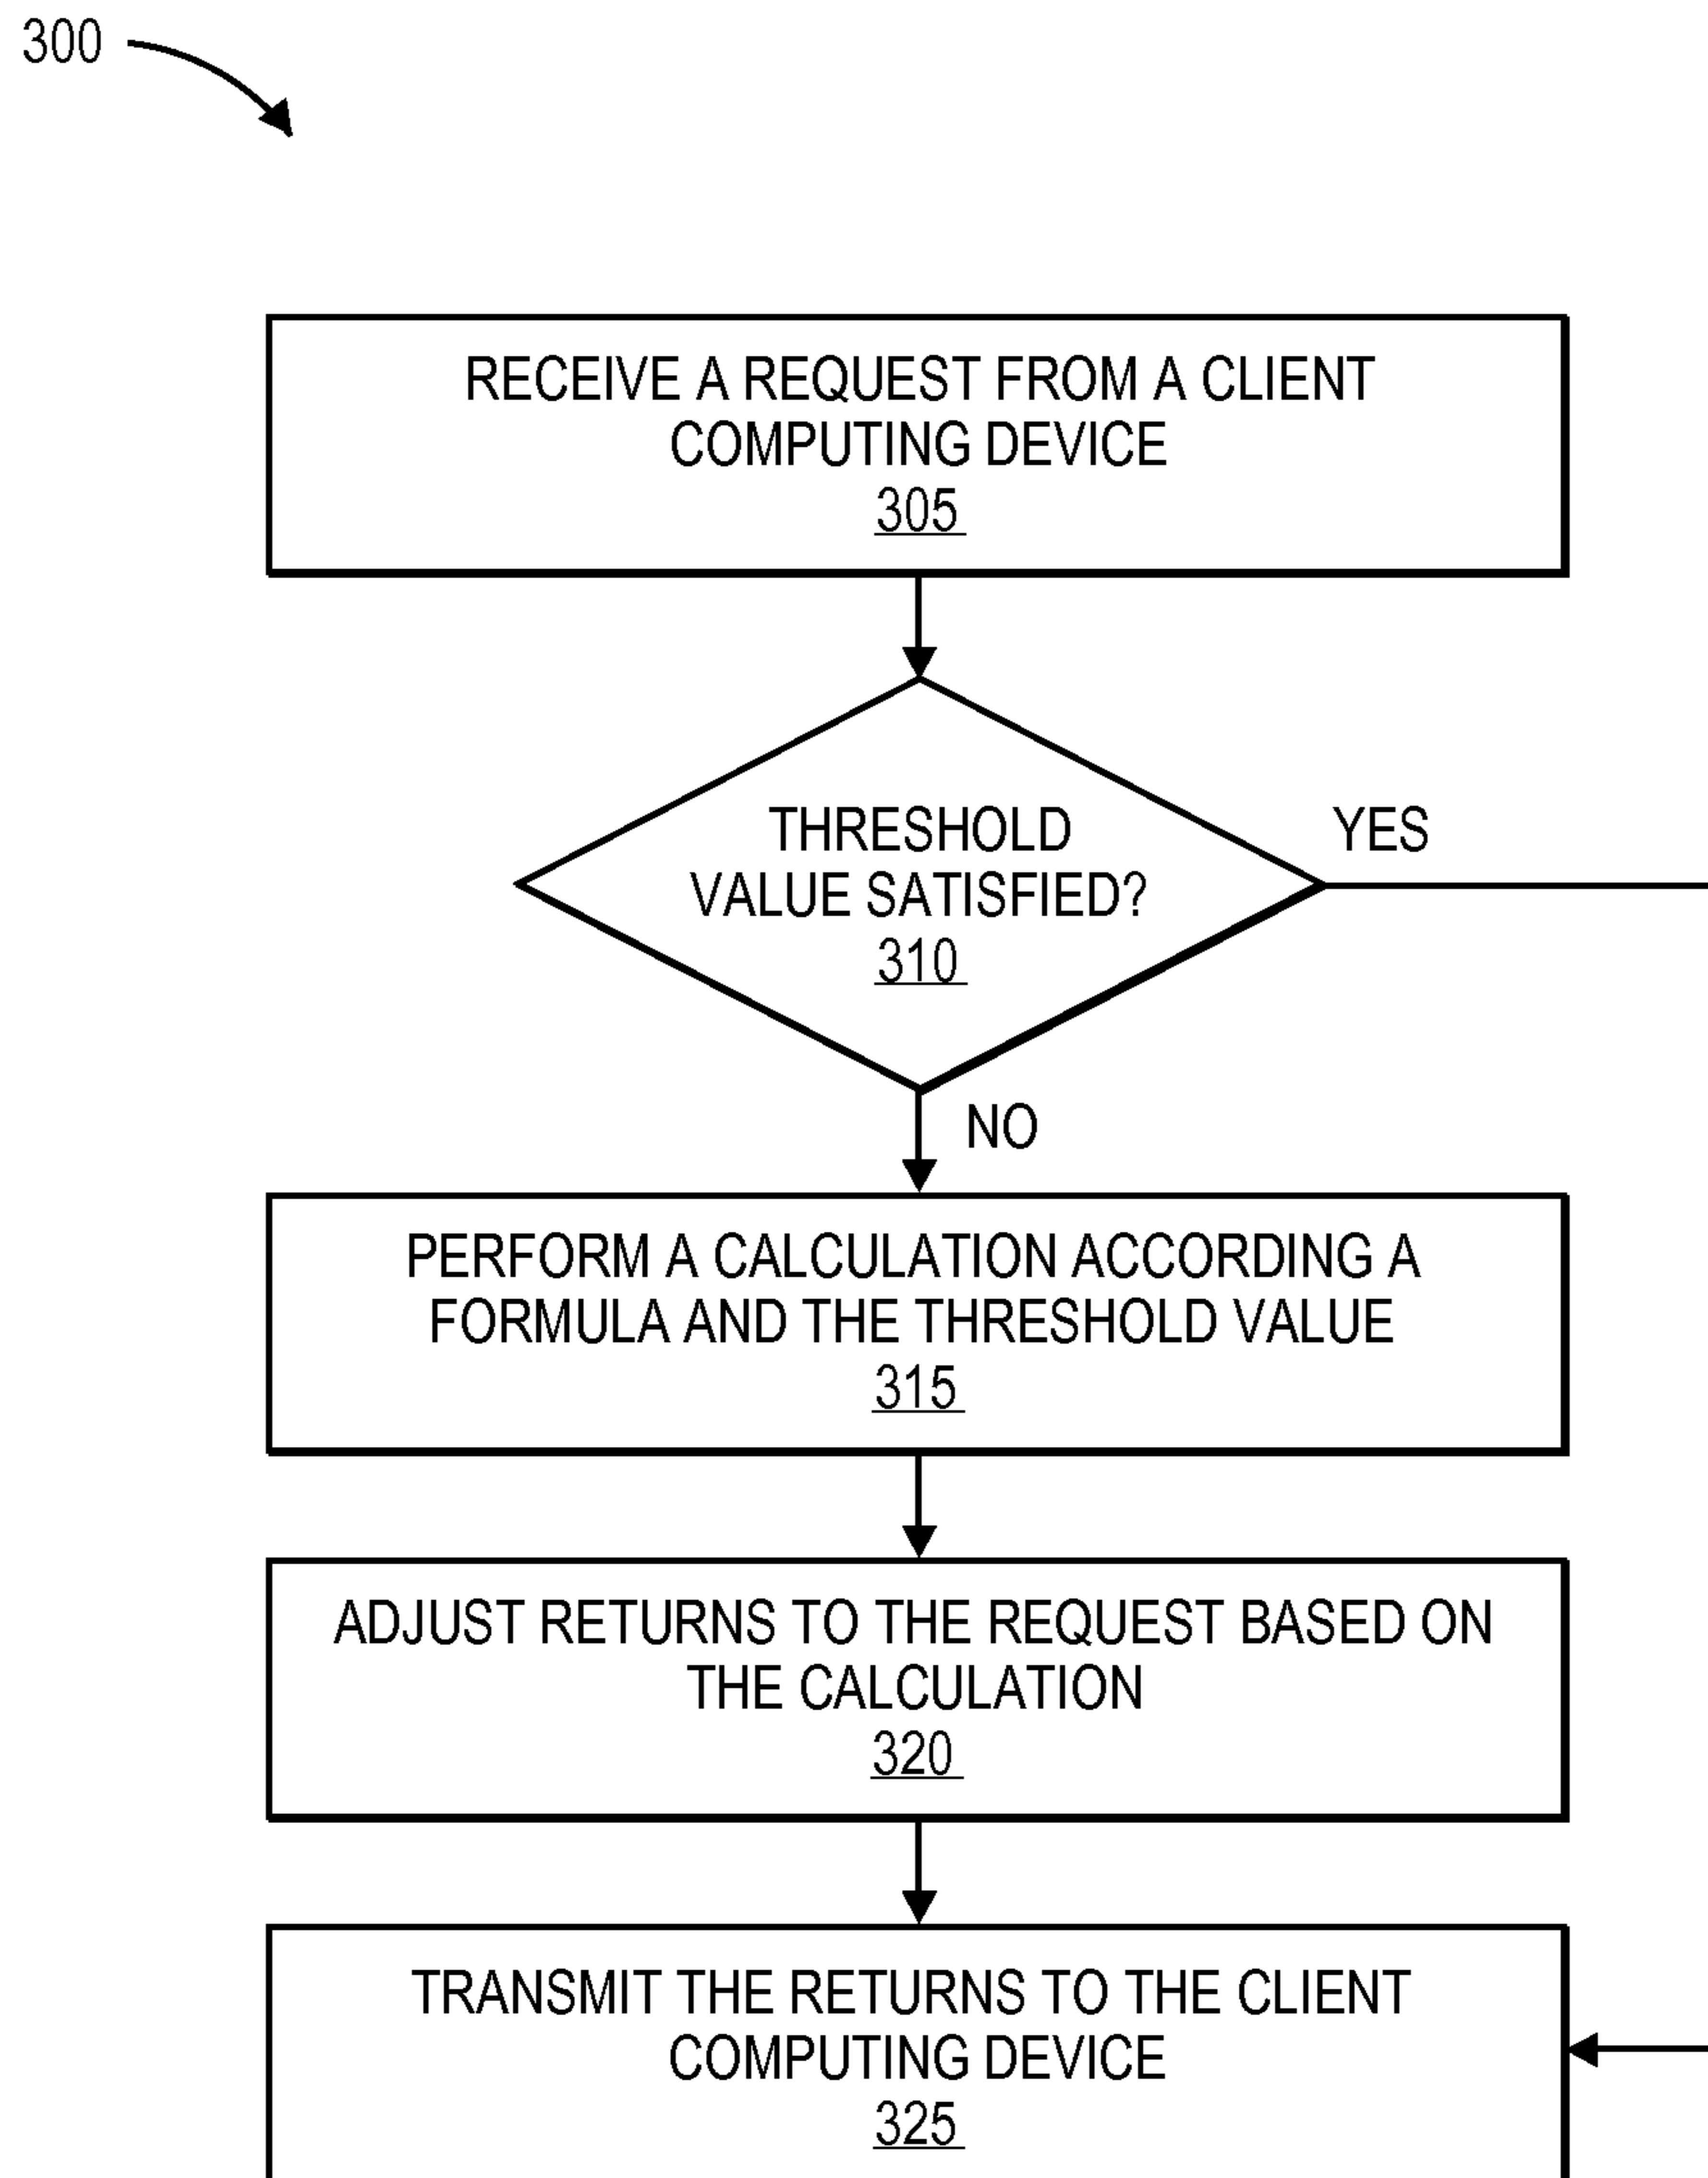 300
RECEIVE A REQUEST FROM A CLIENT
COMPUTING DEVICE
305
THRESHOLD
VALUE SATISFIED?
310
YES
NO
PERFORM A CALCULATION ACCORDING A
FORMULA AND THE THRESHOLD VALUE
315
ADJUST RETURNS TO THE REQUEST BASED ON
THE CALCULATION
320
TRANSMIT THE RETURNS TO THE CLIENT
COMPUTING DEVICE
325